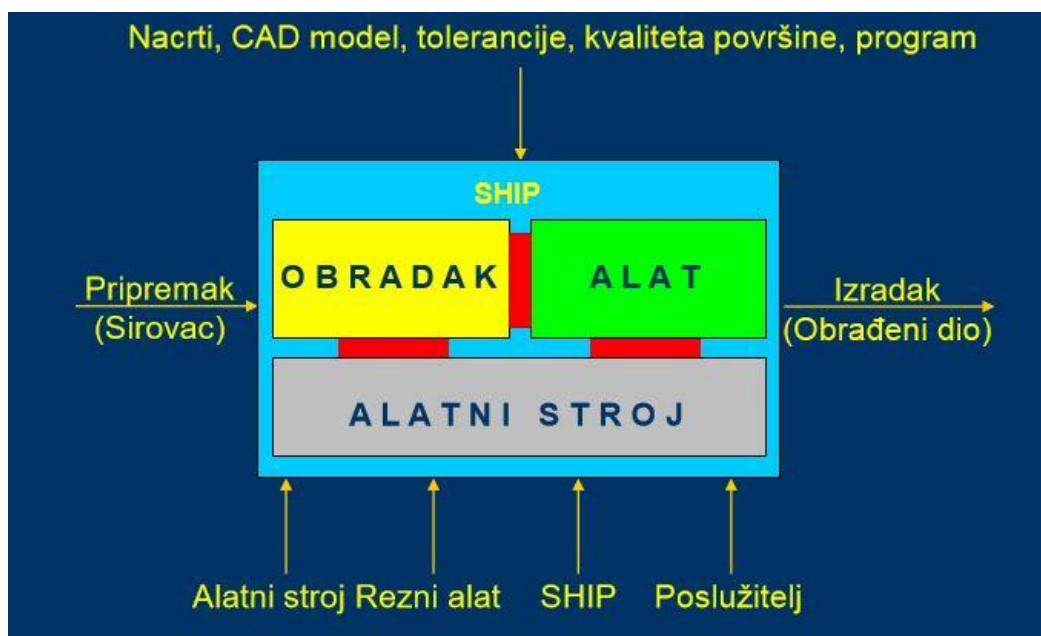 Nacrti, CAD model, tolerancije, kvaliteta površine, program
SHIP
OBRADAK
ALAT
Pripremak
(Sirovac)
Izradak
(Obrađeni dio)
ALATNI STROJ
Alatni stroj Rezni alat SHIP Poslužitelj